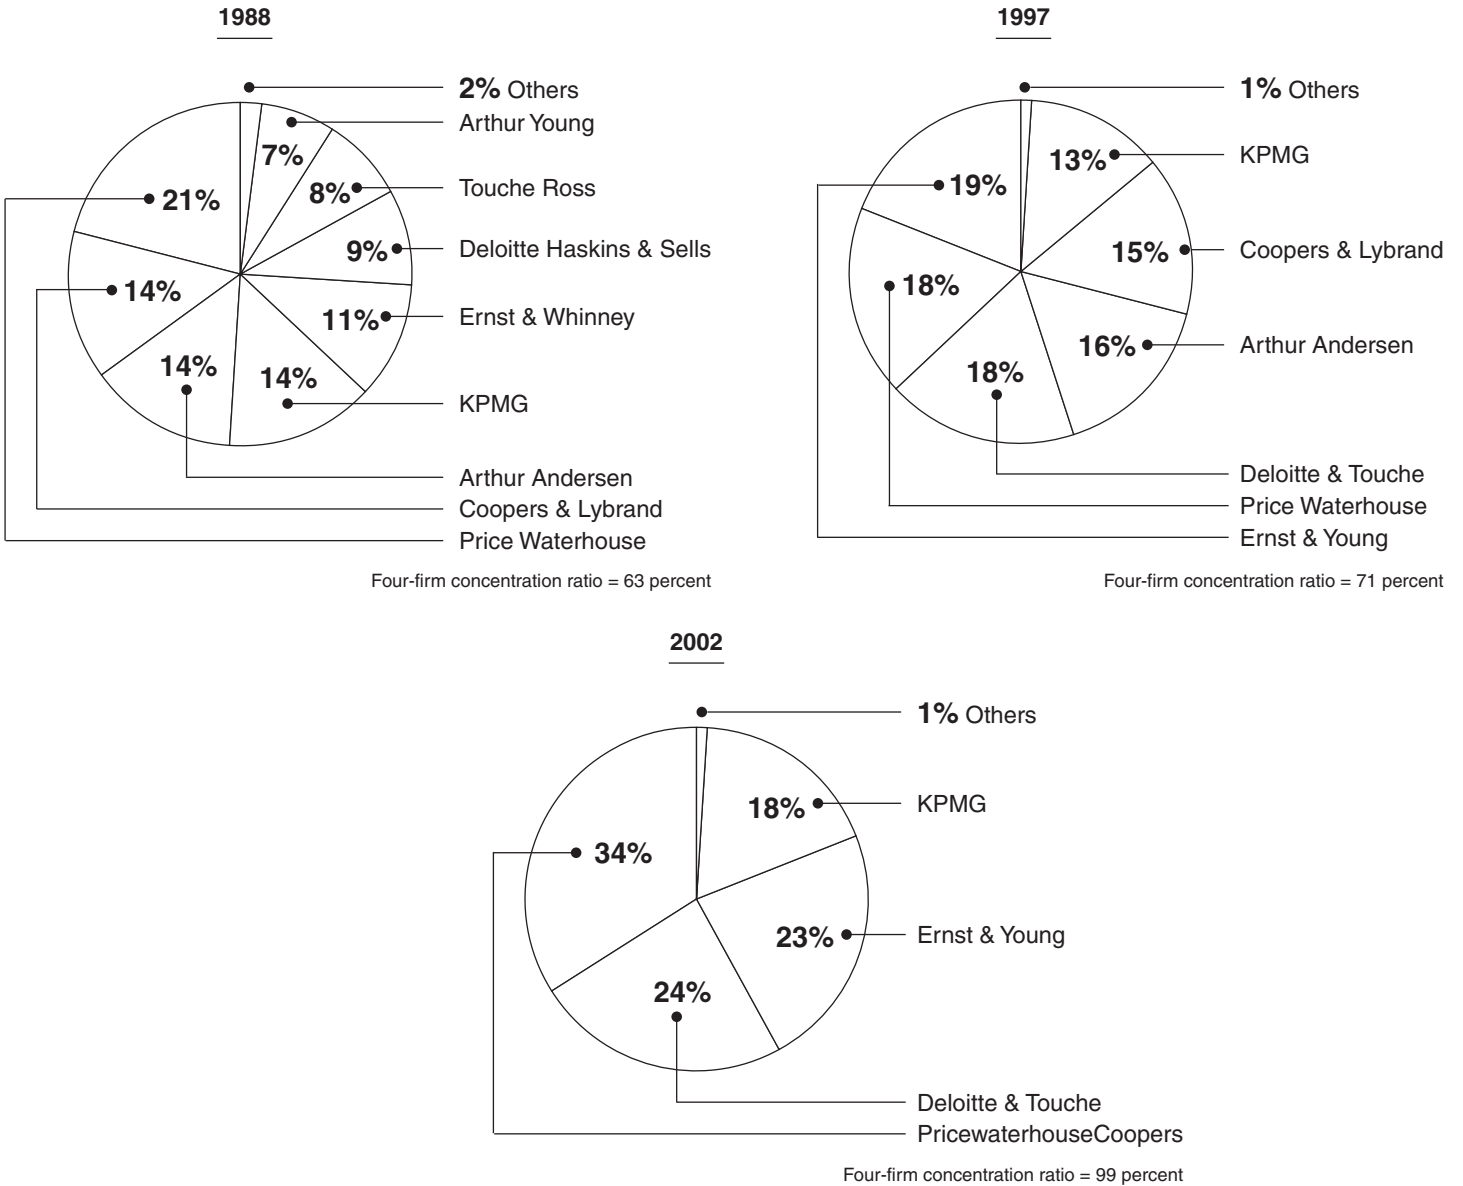 1988
2% Others
Arthur Young
7%
Touche Ross
8%
21%
Deloitte Haskins & Sells
9%
14%
Ernst & Whinney
11%
14%
14%
KPMG
Arthur Andersen
Coopers & Lybrand
Price Waterhouse
Four-firm concentration ratio = 63 percent
1997
1% Others
13%
KPMG
19%
15%
Coopers & Lybrand
18%
16%
Arthur Andersen
18%
Deloitte & Touche
Price Waterhouse
Ernst & Young
Four-firm concentration ratio = 71 percent
2002
1% Others
18%
KPMG
34%
23%
Ernst & Young
24%
Deloitte & Touche
PricewaterhouseCoopers
Four-firm concentration ratio = 99 percent